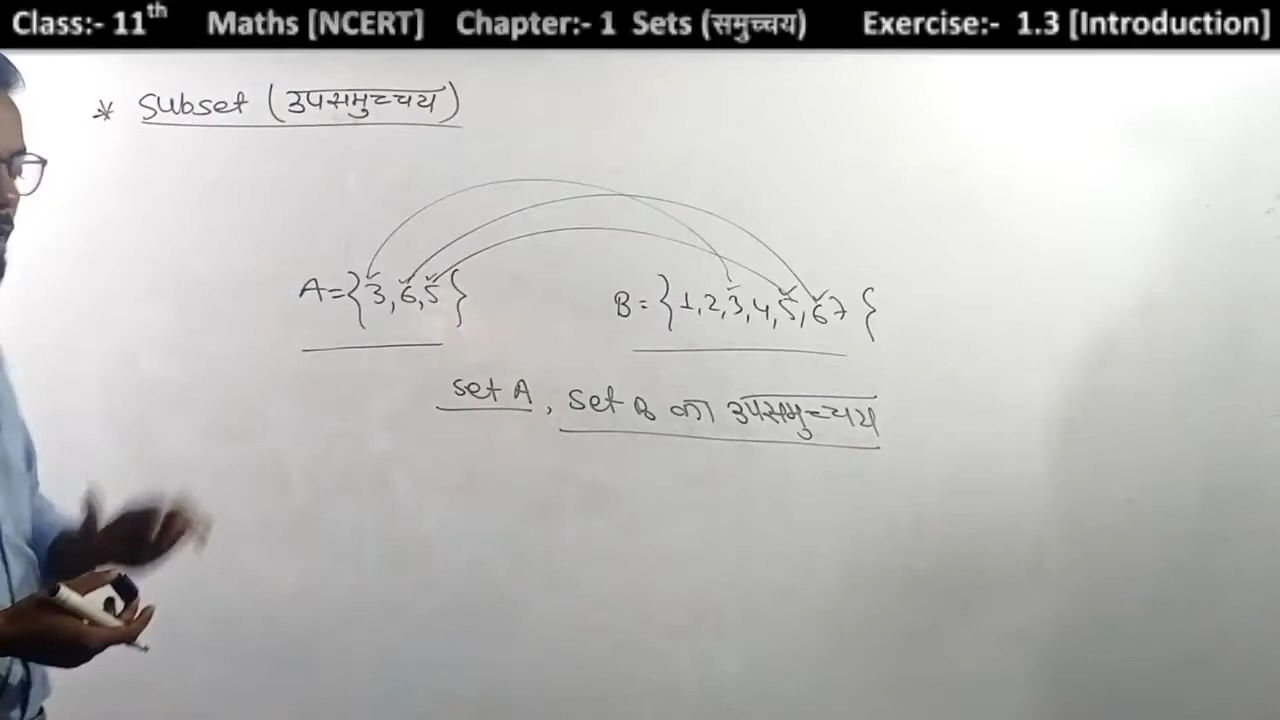 Class:- 11th Maths [NCERT] Chapter:- 1 Sets (समुच्चय) Exercise:- 1.3 [Introduction]
* Subset (उपसमुच्चय)
A={3,6,5} B={1,2,3,4,5,6 7}
Set A, Set B का उपसमुच्चय